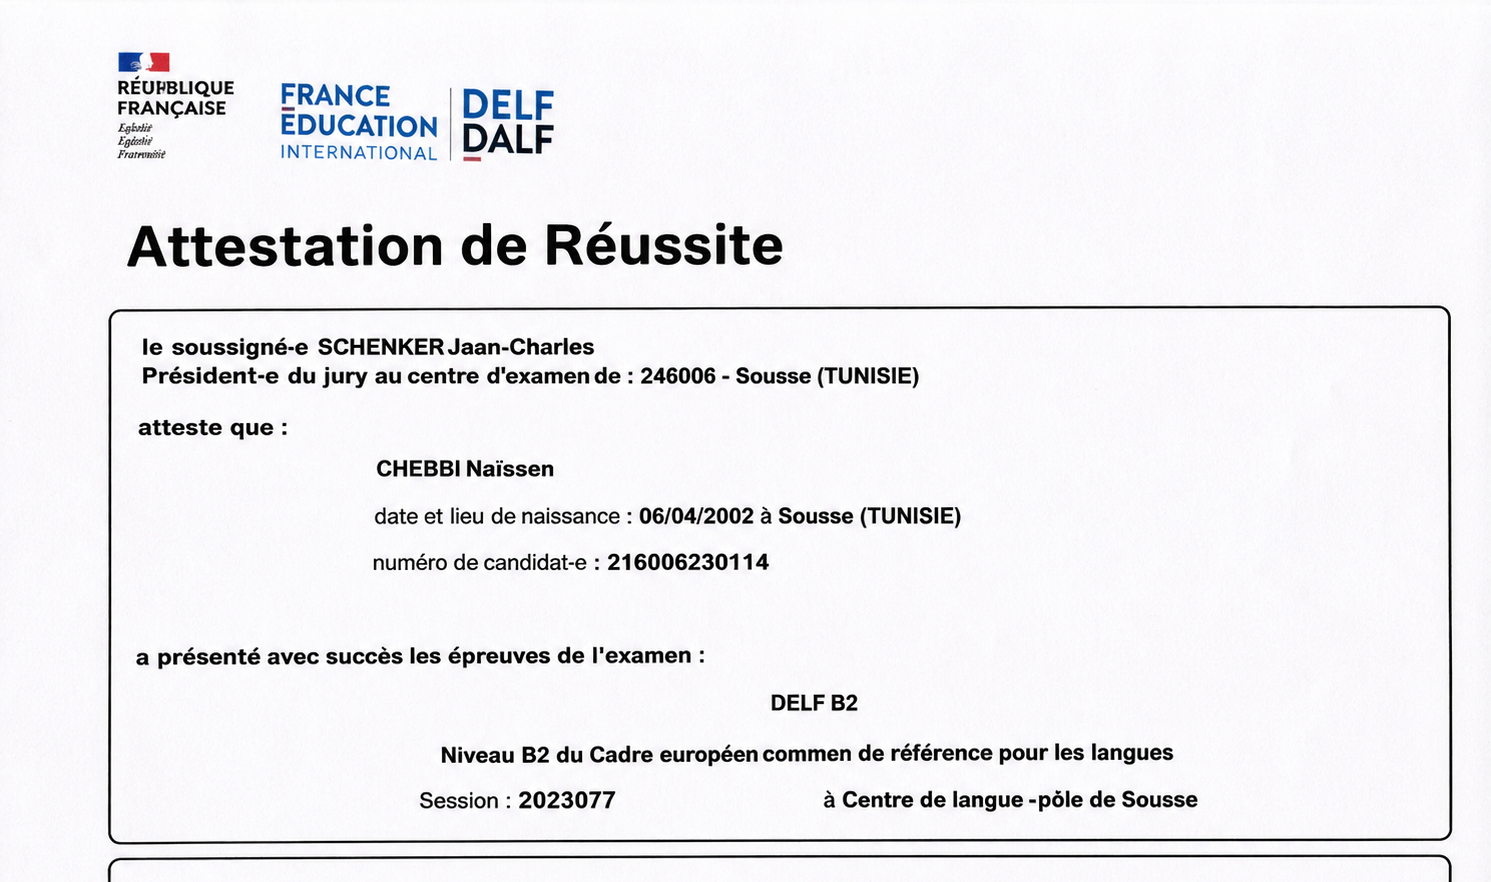 RÉUPBLIQUE
FRANÇAISE
Fraternité
FRANCE
ÉDUCATION
INTERNATIONAL
DELF
DALF
Attestation de Réussite
le soussigné-e SCHENKER Jaan-Charles
Président-e du jury au centre d'examen de : 246006 - Sousse (TUNISIE)
atteste que :
CHEBBI Naïssen
date et lieu de naissance : 06/04/2002 à Sousse (TUNISIE)
numéro de candidat-e : 216006230114
a présenté avec succès les épreuves de l'examen :
DELF B2
Niveau B2 du Cadre européen commen de référence pour les langues
Session : 2023077
à Centre de langue -pôle de Sousse